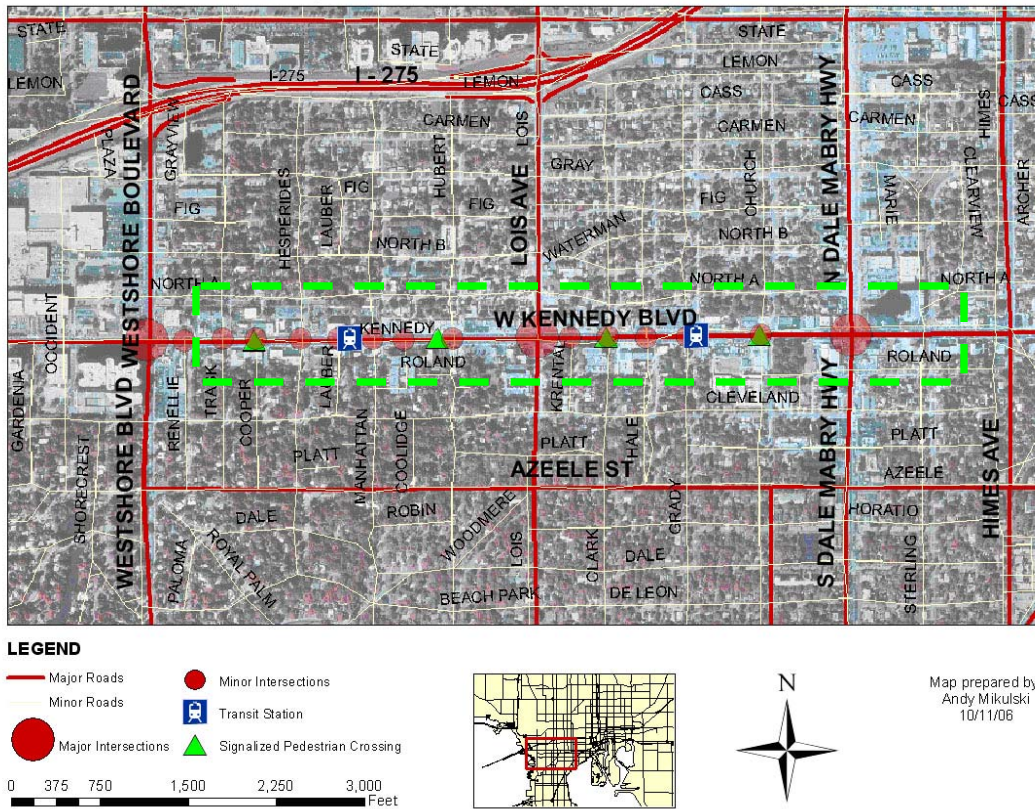 STATE
STATE
STATE
I-275
I - 275
LEMON
LEMON
LEMON
CASS
CASS
CASS
CARMEN
CARMEN
CARMEN
LOIS
HIMES
PLAZA
GRAYVIEW
HUBERT
GRAY
CHURCH
MARIE
CLEARVIEW
ARCHER
WESTSHORE BOULEVARD
N DALE MABRY HWY
HESPERIDES
LAUBER
FIG
FIG
FIG
FIG
LOIS AVE
WATERMAN
NORTH B
NORTH B
NORTH A
NORTH A
NORTH A
OCCIDENT
KENNEDY
W KENNEDY BLVD
ROLAND
ROLAND
GARDENIA
RENELLIE
TRASK
COOPER
LAUBER
KRENTAL
CLEVELAND
WESTSHORE BLVD
MANHATTAN
COOLIDGE
PLATT
PLATT
PLATT
HALE
AZEELE ST
AZEELE
SHORECREST
S DALE MABRY HWY
HIMES AVE
DALE
ROBIN
WOODMERE
GRADY
HORATIO
PALOMA
ROYAL PALM
LOIS
CLARK
DALE
STERLING
BEACH PARK
DE LEON
LEGEND
Major Roads
Minor Roads
Major Intersections
Minor Intersections
Transit Station
Signalized Pedestrian Crossing
0 375 750 1,500 2,250 3,000
Feet
N
Map prepared by
Andy Mikulski
10/11/06